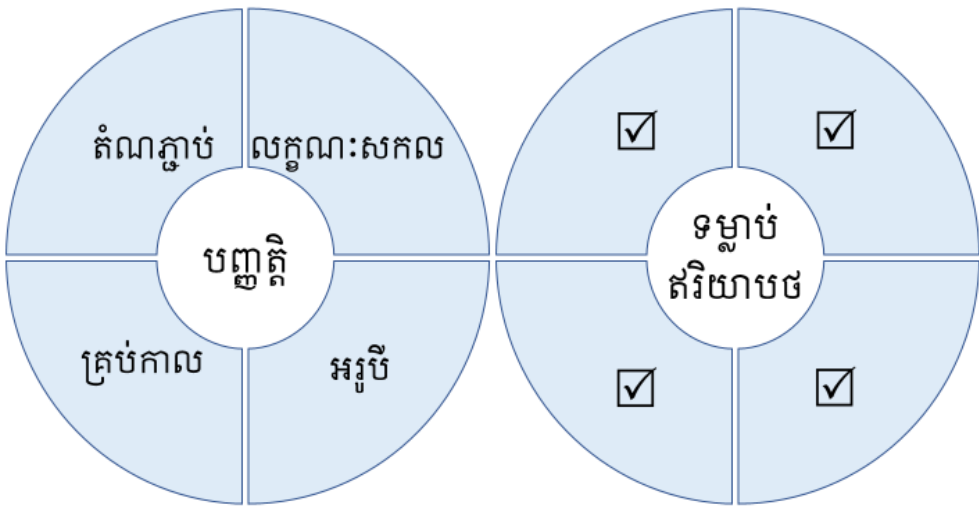 តំណភ្ជាប់
លក្ខណៈសកល
បញ្ញត្តិ
គ្រប់កាល
អរូបី
☑
☑
ទម្លាប់
ឥរិយាបថ
☑
☑